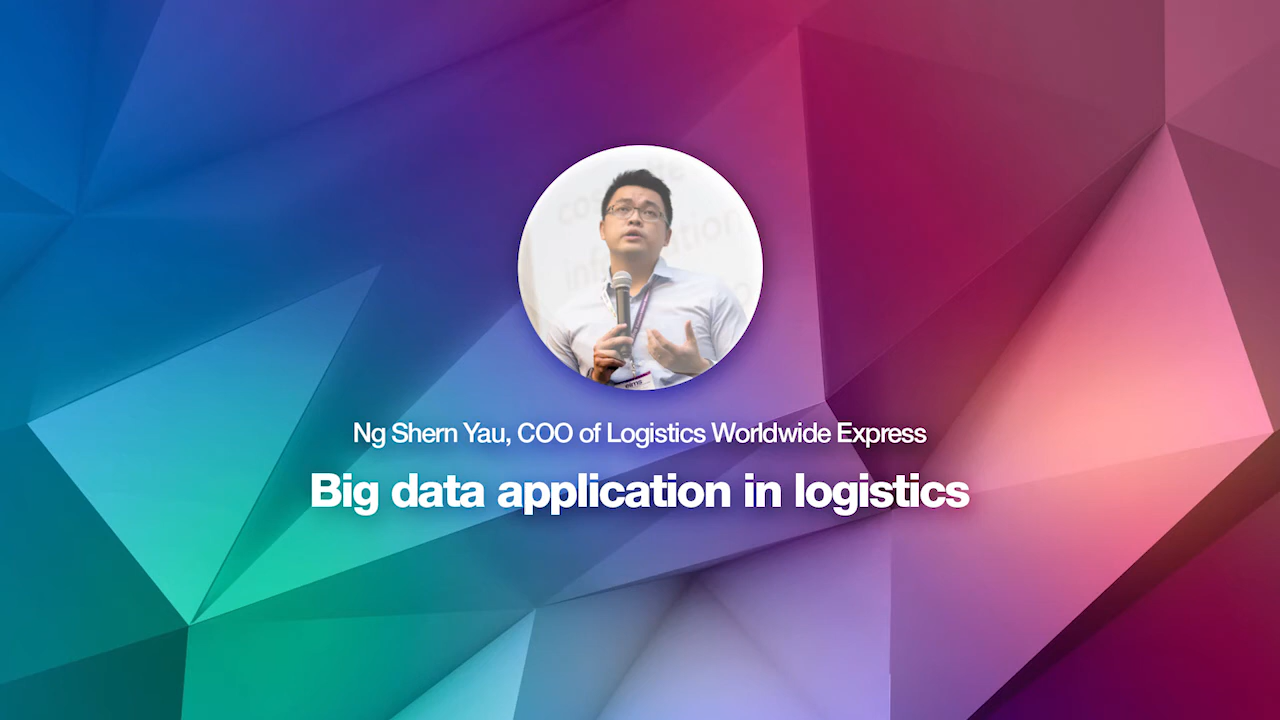 Ng Shern Yau, COO of Logistics Worldwide Express
Big data application in logistics